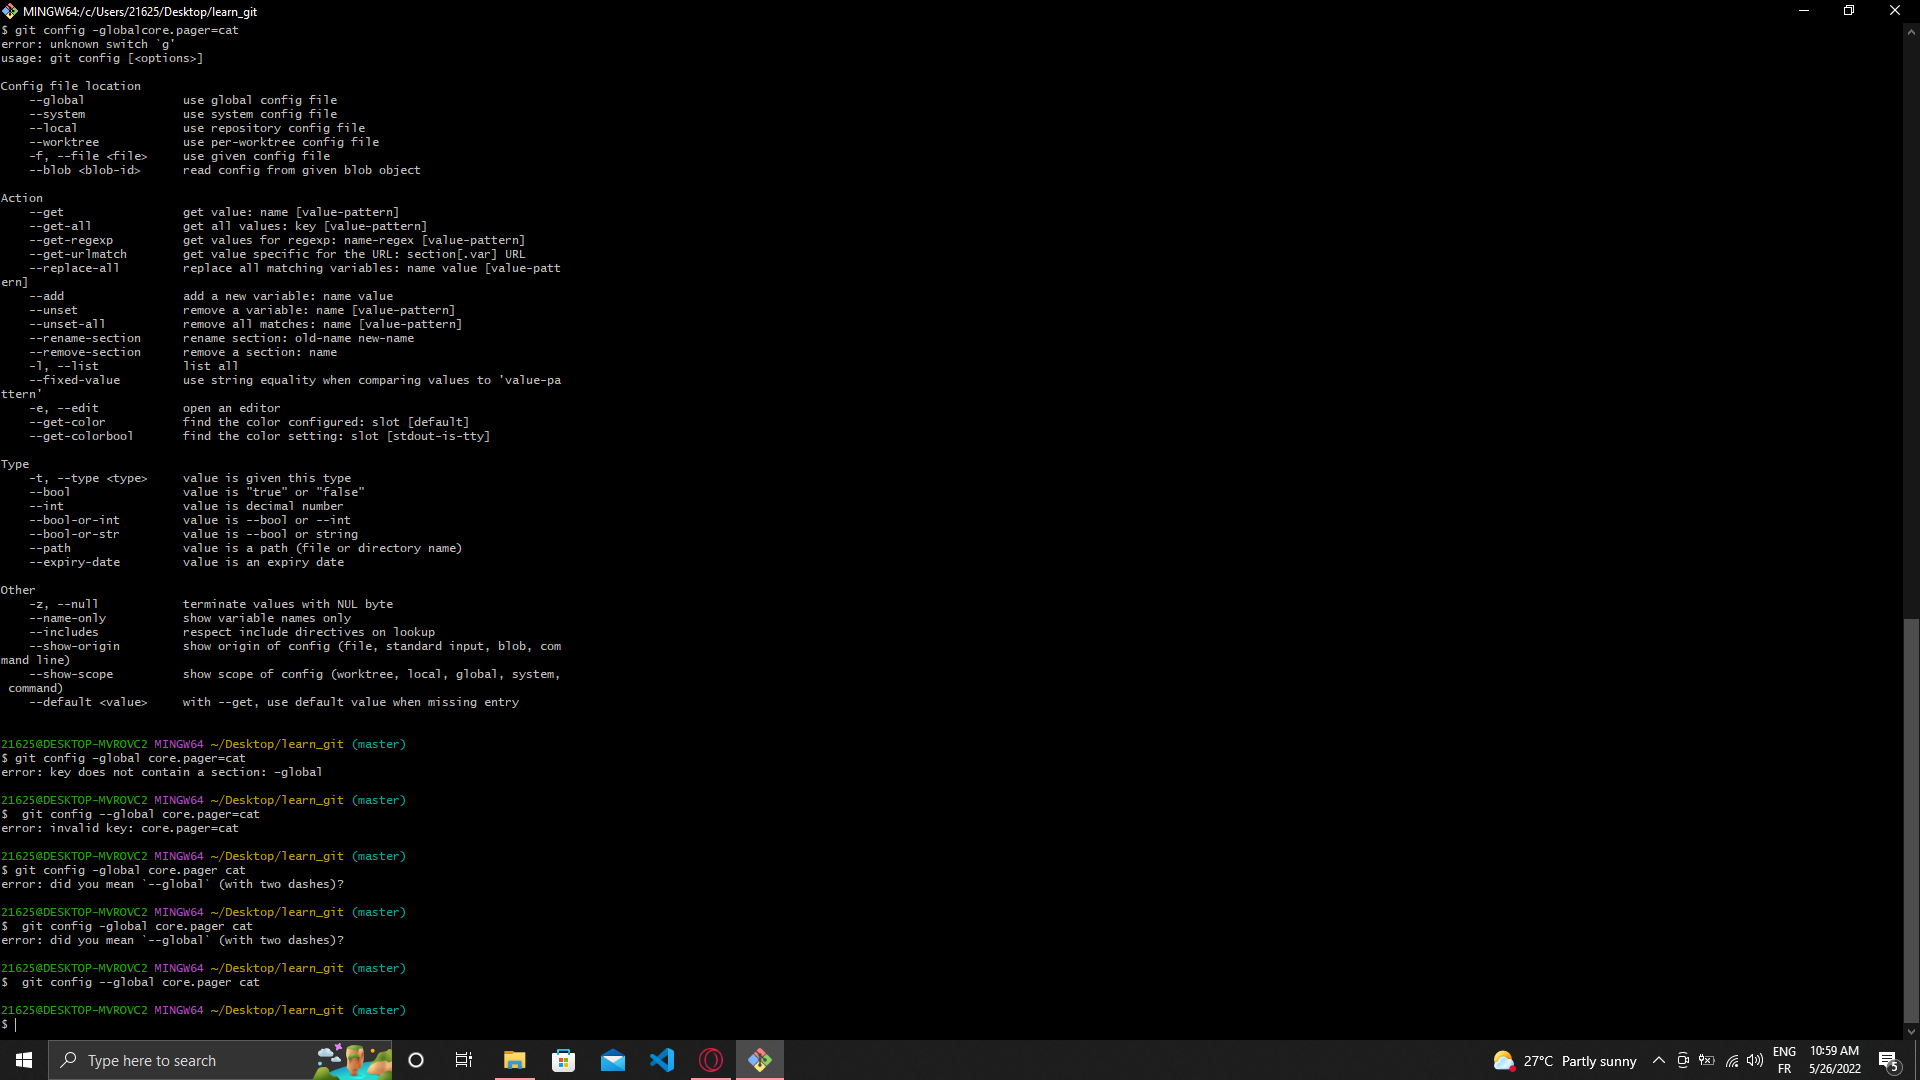 MINGW64:/c/Users/21625/Desktop/learn_git
$ git config -globalcore.pager=cat
error: unknown switch `g'
usage: git config [<options>]
Config file location
    --global              use global config file
    --system              use system config file
    --local               use repository config file
    --worktree            use per-worktree config file
    -f, --file <file>     use given config file
    --blob <blob-id>      read config from given blob object
Action
    --get                 get value: name [value-pattern]
    --get-all             get all values: key [value-pattern]
    --get-regexp          get values for regexp: name-regex [value-pattern]
    --get-urlmatch        get value specific for the URL: section[.var] URL
    --replace-all         replace all matching variables: name value [value-patt
ern]
    --add                 add a new variable: name value
    --unset               remove a variable: name [value-pattern]
    --unset-all           remove all matches: name [value-pattern]
    --rename-section      rename section: old-name new-name
    --remove-section      remove a section: name
    -l, --list            list all
    --fixed-value         use string equality when comparing values to 'value-pa
ttern'
    -e, --edit            open an editor
    --get-color           find the color configured: slot [default]
    --get-colorbool       find the color setting: slot [stdout-is-tty]
Type
    -t, --type <type>     value is given this type
    --bool                value is "true" or "false"
    --int                 value is decimal number
    --bool-or-int         value is --bool or --int
    --bool-or-str         value is --bool or string
    --path                value is a path (file or directory name)
    --expiry-date         value is an expiry date
Other
    -z, --null            terminate values with NUL byte
    --name-only           show variable names only
    --includes            respect include directives on lookup
    --show-origin         show origin of config (file, standard input, blob, com
mand line)
    --show-scope          show scope of config (worktree, local, global, system,
 command)
    --default <value>     with --get, use default value when missing entry
21625@DESKTOP-MVROVC2 MINGW64 ~/Desktop/learn_git (master)
$ git config -global core.pager=cat
error: key does not contain a section: -global
21625@DESKTOP-MVROVC2 MINGW64 ~/Desktop/learn_git (master)
$  git config --global core.pager=cat
error: invalid key: core.pager=cat
21625@DESKTOP-MVROVC2 MINGW64 ~/Desktop/learn_git (master)
$ git config -global core.pager cat
error: did you mean `--global` (with two dashes)?
21625@DESKTOP-MVROVC2 MINGW64 ~/Desktop/learn_git (master)
$  git config -global core.pager cat
error: did you mean `--global` (with two dashes)?
21625@DESKTOP-MVROVC2 MINGW64 ~/Desktop/learn_git (master)
$  git config --global core.pager cat
21625@DESKTOP-MVROVC2 MINGW64 ~/Desktop/learn_git (master)
$
Type here to search
27°C Partly sunny
ENG
FR
10:59 AM
5/26/2022
5